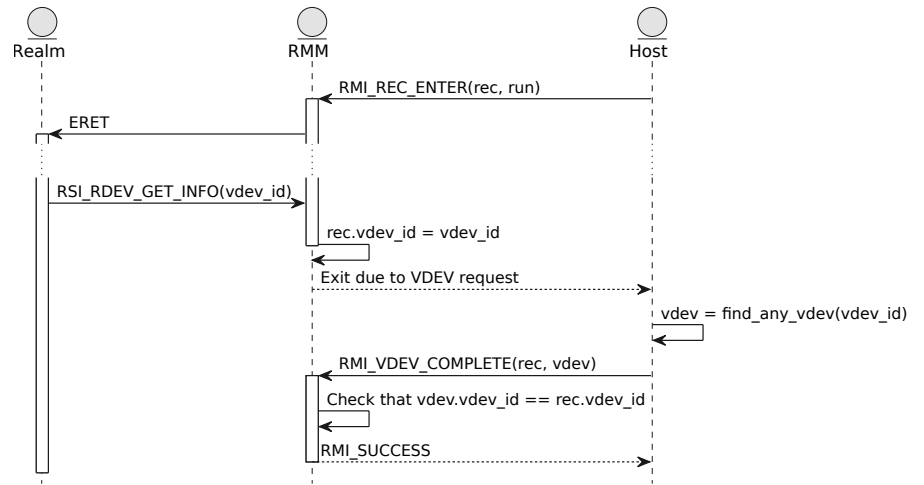 Realm
RMM
Host
RMI_REC_ENTER(rec, run)
ERET
RSI_RDEV_GET_INFO(vdev_id)
rec.vdev_id = vdev_id
Exit due to VDEV request
vdev = find_any_vdev(vdev_id)
RMI_VDEV_COMPLETE(rec, vdev)
Check that vdev.vdev_id == rec.vdev_id
RMI_SUCCESS